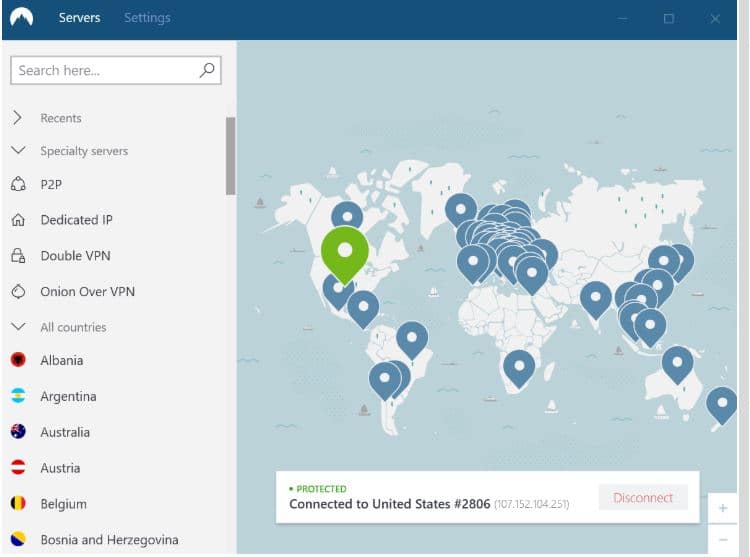 Servers Settings
Search here...
Recents
Specialty servers
P2P
Dedicated IP
Double VPN
Onion Over VPN
All countries
Albania
Argentina
Australia
Austria
Belgium
Bosnia and Herzegovina
PROTECTED
Connected to United States #2806 (107.152.104.251)
Disconnect